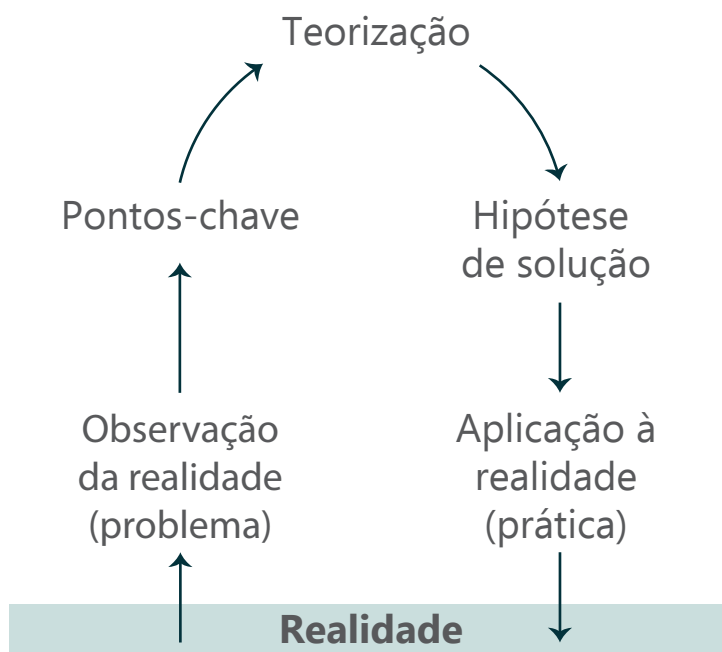 Teorização
Pontos-chave
Hipótese
de solução
Observação
da realidade
(problema)
Aplicação à
realidade
(prática)
Realidade